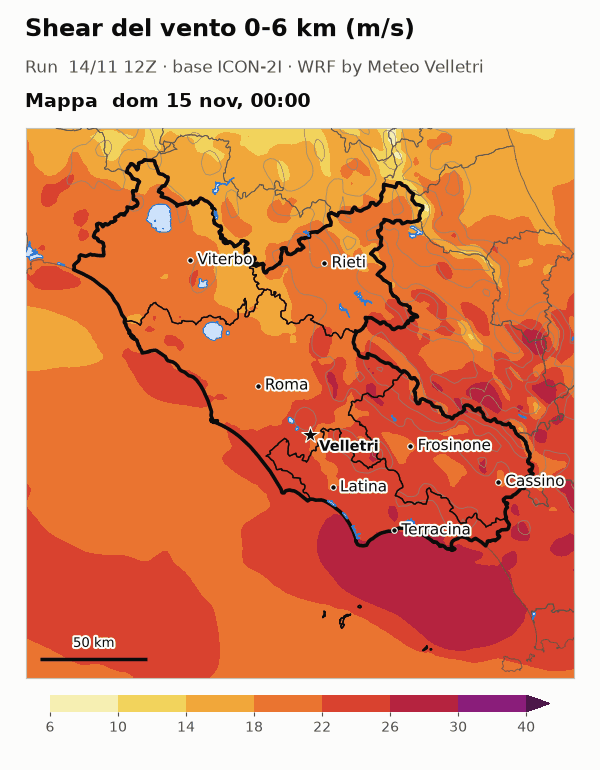 Shear del vento 0-6 km (m/s)
Run 14/11 12Z · base ICON-2I · WRF by Meteo Velletri
Mappa dom 15 nov, 00:00
Viterbo
Rieti
Roma
Velletri
Frosinone
Cassino
Latina
Terracina
50 km
6 10 14 18 22 26 30 40